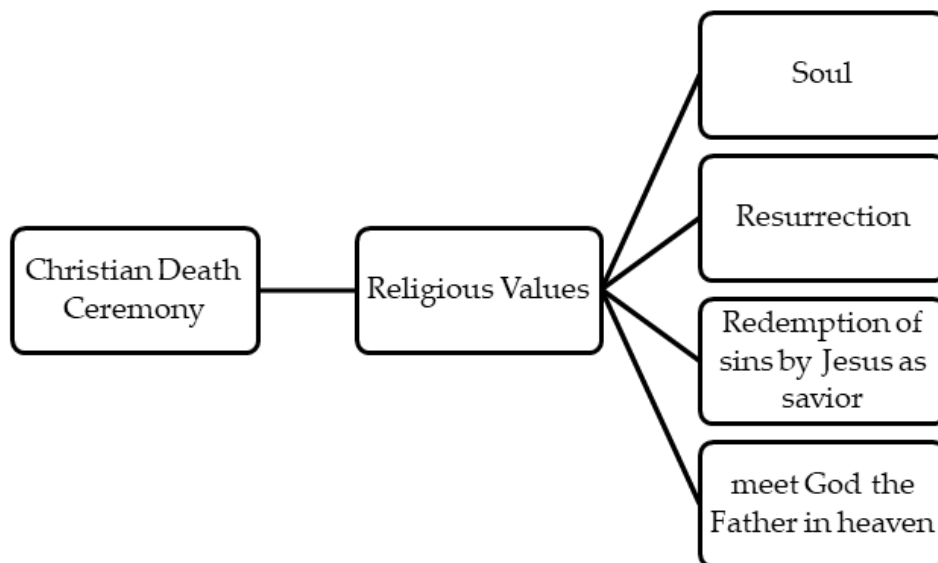 Christian Death
Ceremony
Religious Values
Soul
Resurrection
Redemption of
sins by Jesus as
savior
meet God the
Father in heaven